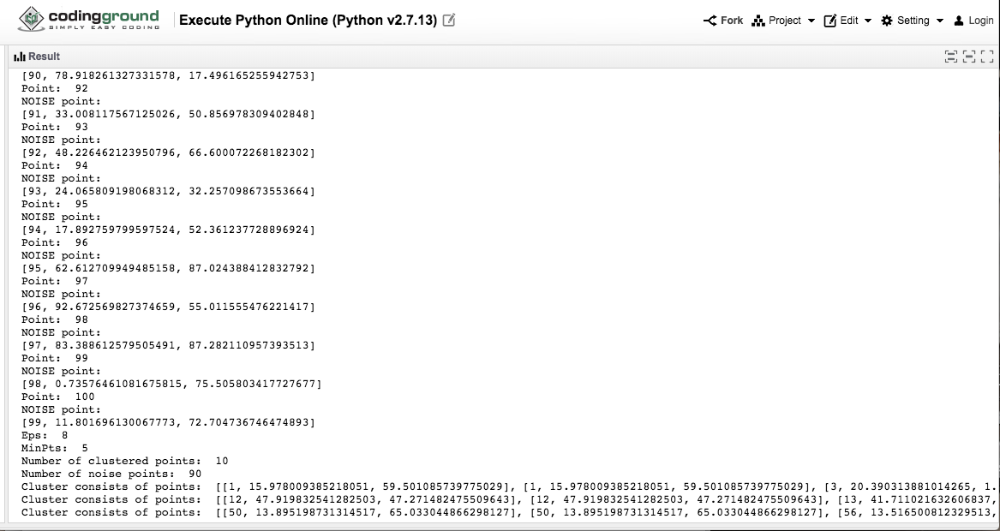 codingground
SIMPLY EASY CODING
Execute Python Online (Python v2.7.13)
Fork Project Edit Setting Login
Result
[90, 78.918261327331578, 17.496165255942753]
Point:  92
NOISE point:
[91, 33.008117567125026, 50.856978309402848]
Point:  93
NOISE point:
[92, 48.226462123950796, 66.600072268182302]
Point:  94
NOISE point:
[93, 24.065809198068312, 32.257098673553664]
Point:  95
NOISE point:
[94, 17.892759799597524, 52.361237728896924]
Point:  96
NOISE point:
[95, 62.612709949485158, 87.024388412832792]
Point:  97
NOISE point:
[96, 92.672569827374659, 55.011555476221417]
Point:  98
NOISE point:
[97, 83.388612579505491, 87.282110957393513]
Point:  99
NOISE point:
[98, 0.73576461081675815, 75.505803417727677]
Point:  100
NOISE point:
[99, 11.801696130067773, 72.704736746474893]
Eps:  8
MinPts:  5
Number of clustered points:  10
Number of noise points:  90
Cluster consists of points:  [[1, 15.978009385218051, 59.501085739775029], [1, 15.978009385218051, 59.501085739775029], [3, 20.390313881014265, 1.
Cluster consists of points:  [[12, 47.919832541282503, 47.271482475509643], [12, 47.919832541282503, 47.271482475509643], [13, 41.711021632606837,
Cluster consists of points:  [[50, 13.895198731314517, 65.033044866298127], [50, 13.895198731314517, 65.033044866298127], [56, 13.516500812329513,